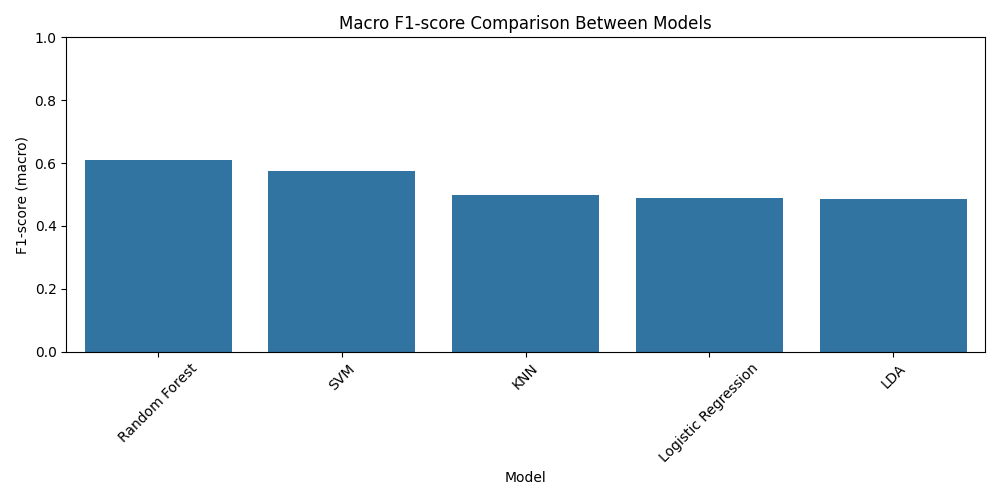 Macro F1-score Comparison Between Models
F1-score (macro)
1.0
0.8
0.6
0.4
0.2
0.0
Random Forest
SVM
KNN
Logistic Regression
LDA
Model